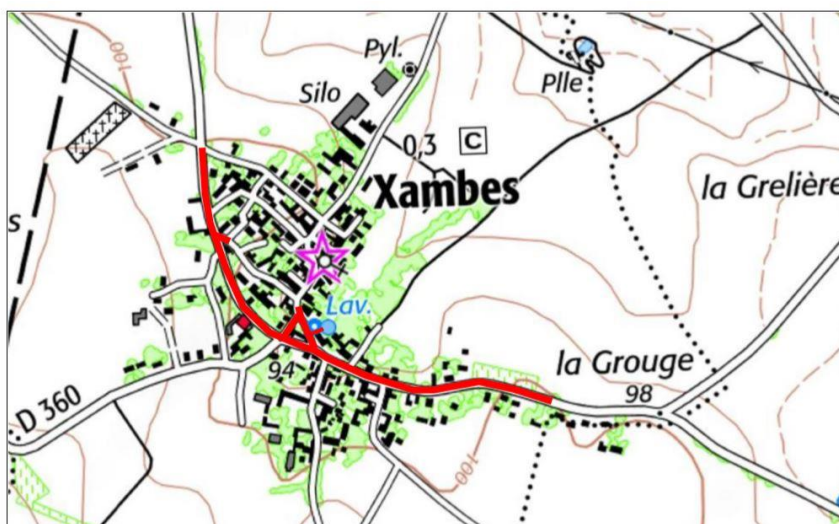 Pyl.
Plle
Silo
100
0,3
C
Xambes
la Grelière
s
Lav.
la Grouge
94
98
D 360
100